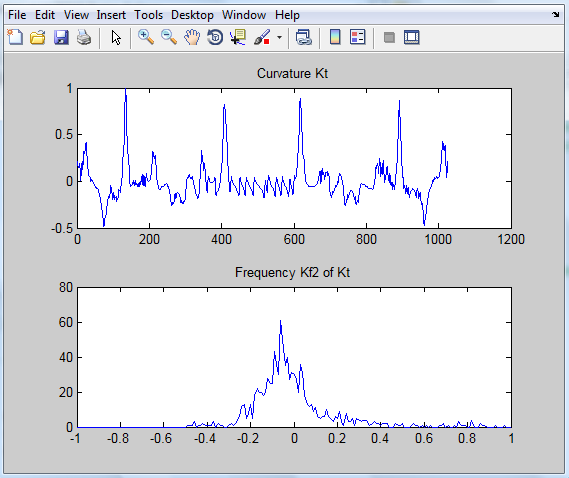 File Edit View Insert Tools Desktop Window Help
Curvature Kt
1
0.5
0
-0.5
0 200 400 600 800 1000 1200
Frequency Kf2 of Kt
80
60
40
20
0
-1 -0.8 -0.6 -0.4 -0.2 0 0.2 0.4 0.6 0.8 1